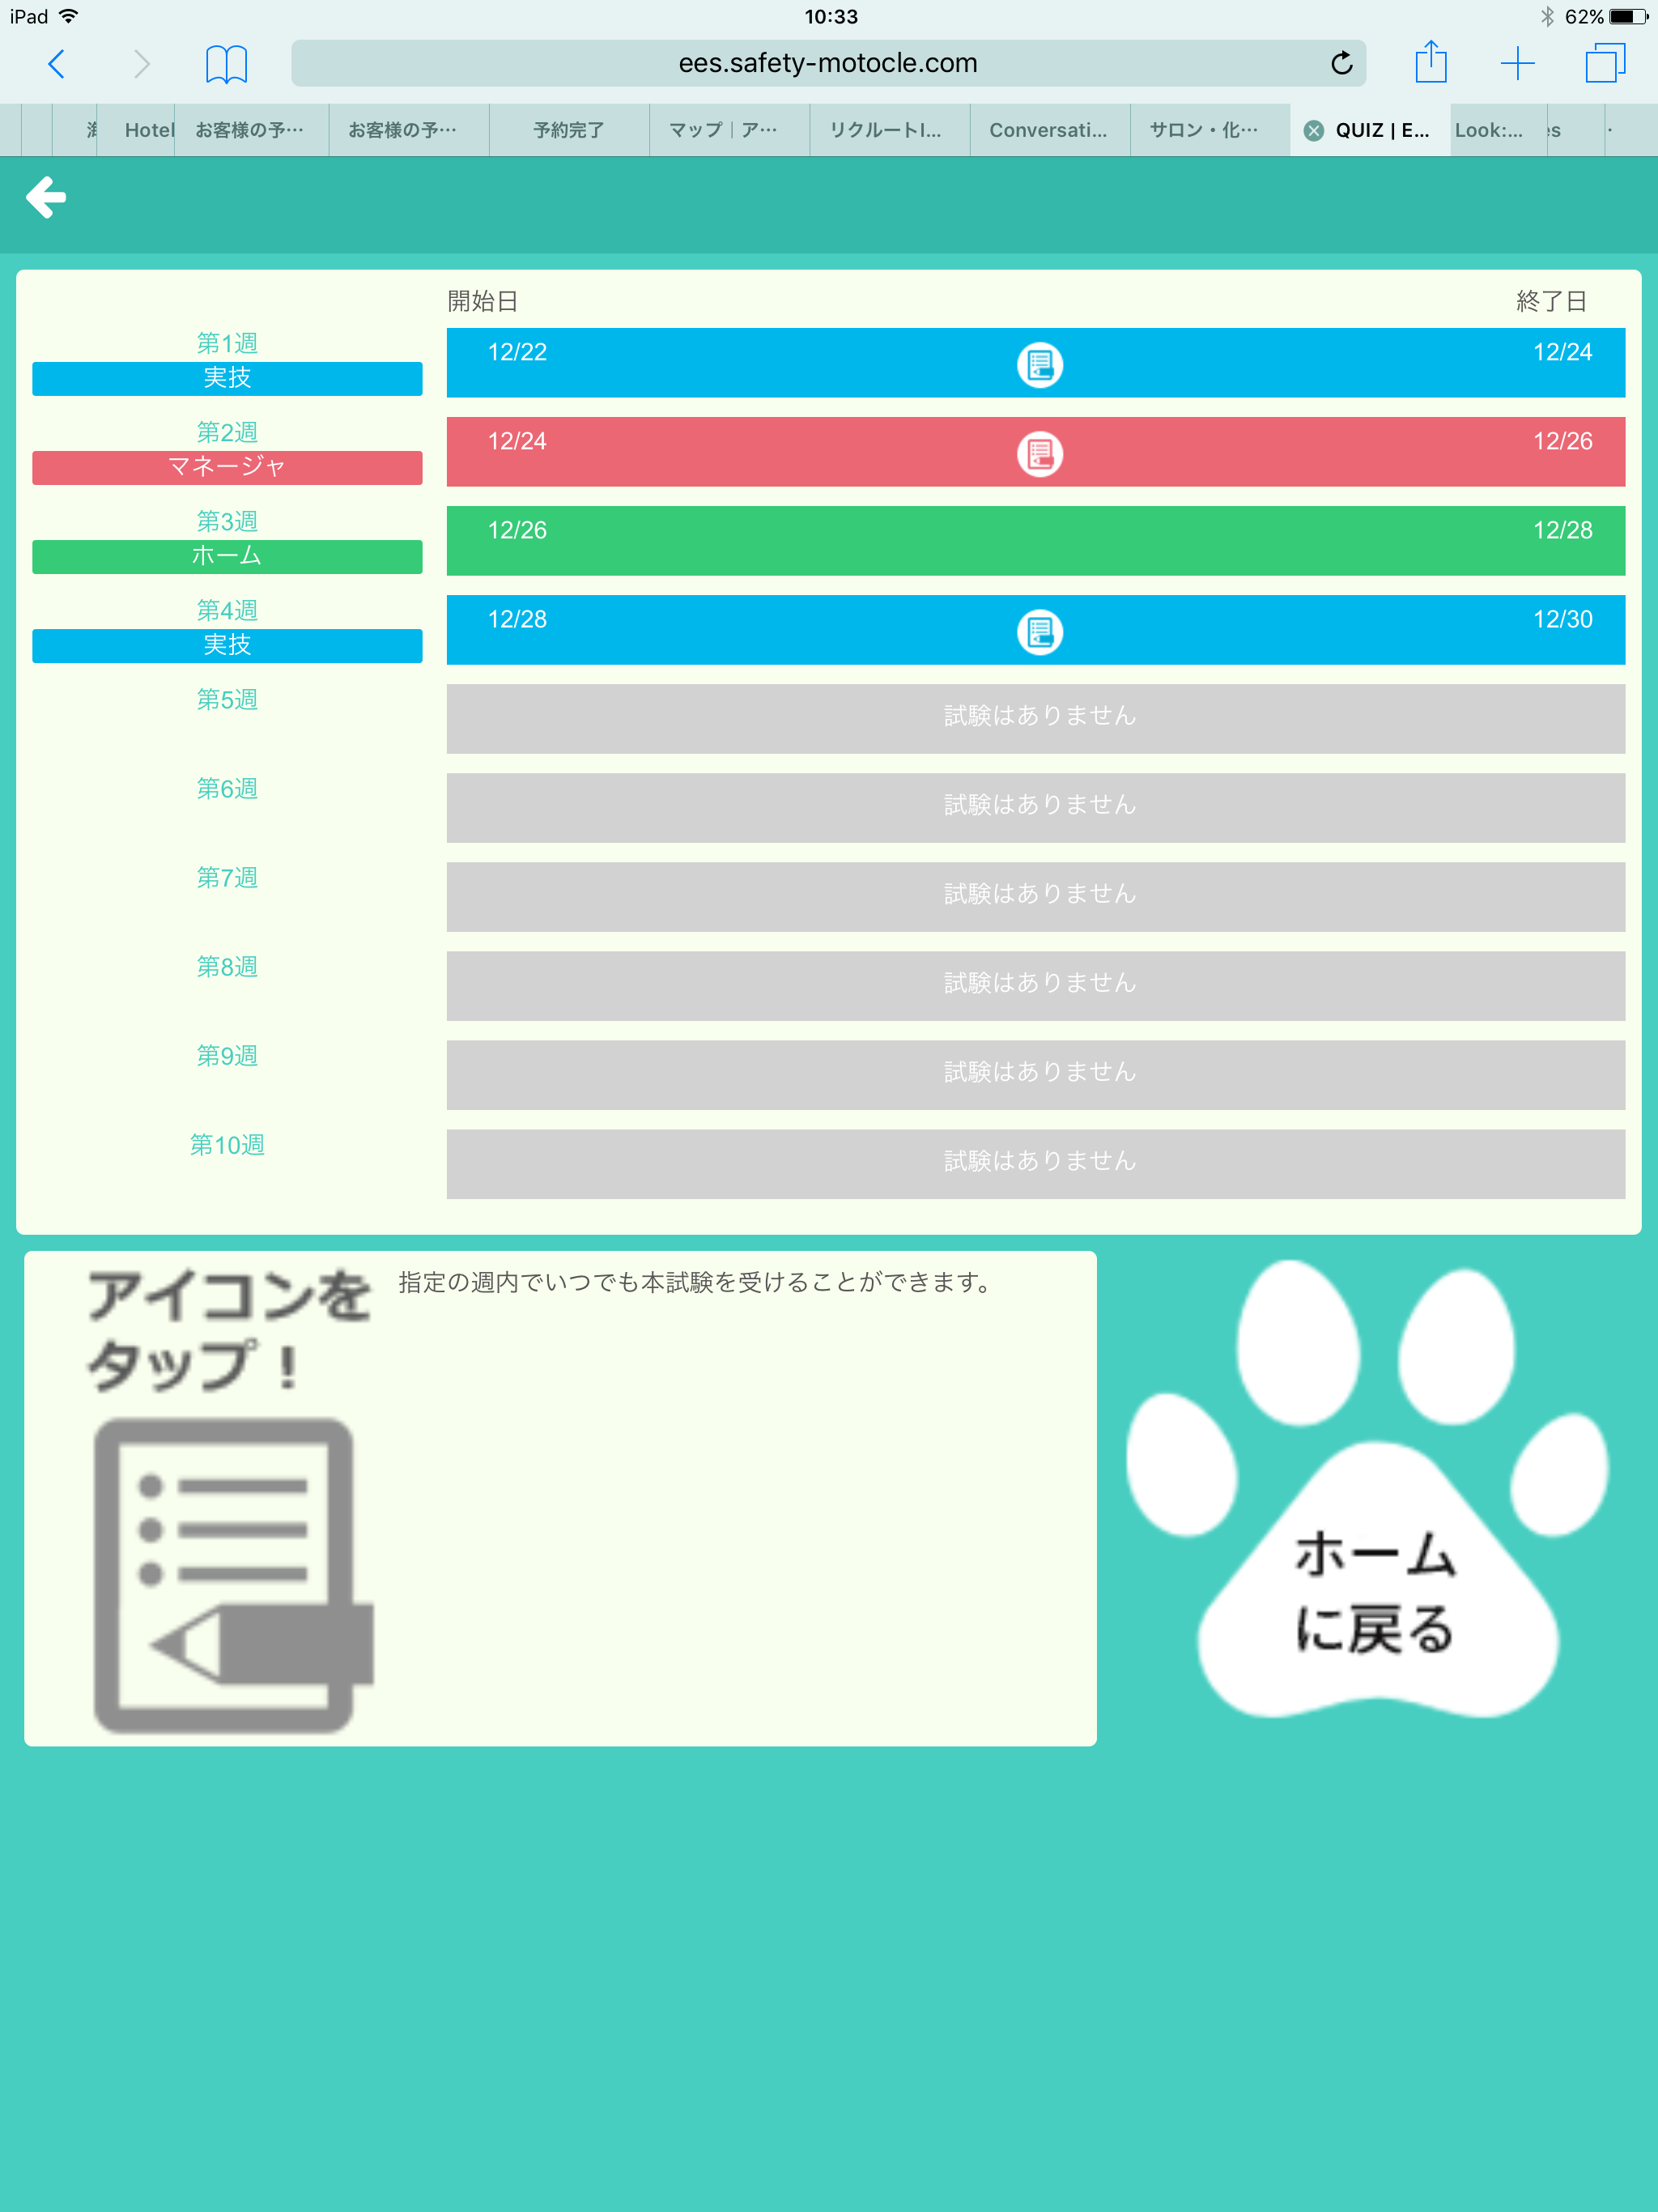 iPad 10:33 62%
ees.safety-motocle.com
Hotel お客様の予… お客様の予… 予約完了 マップ｜ア… リクルートI... Conversati... サロン・化… QUIZ | E... Look:...
開始日 終了日
第1週 12/22 12/24
実技
第2週 12/24 12/26
マネージャ
第3週 12/26 12/28
ホーム
第4週 12/28 12/30
実技
第5週 試験はありません
第6週 試験はありません
第7週 試験はありません
第8週 試験はありません
第9週 試験はありません
第10週 試験はありません
アイコンを
タップ！
指定の週内でいつでも本試験を受けることができます。
ホーム
に戻る